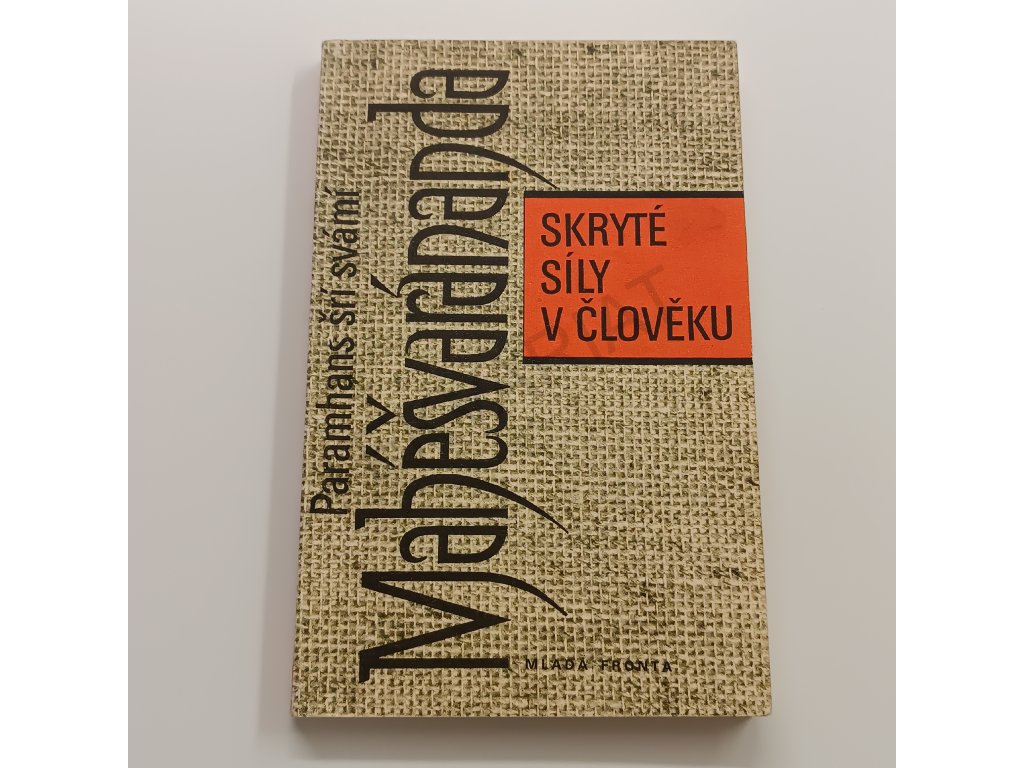 Paramhans šrí svámí
Mahéšvaránanda
SKRYTÉ
SÍLY
V ČLOVĚKU
MLADÁ FRONTA